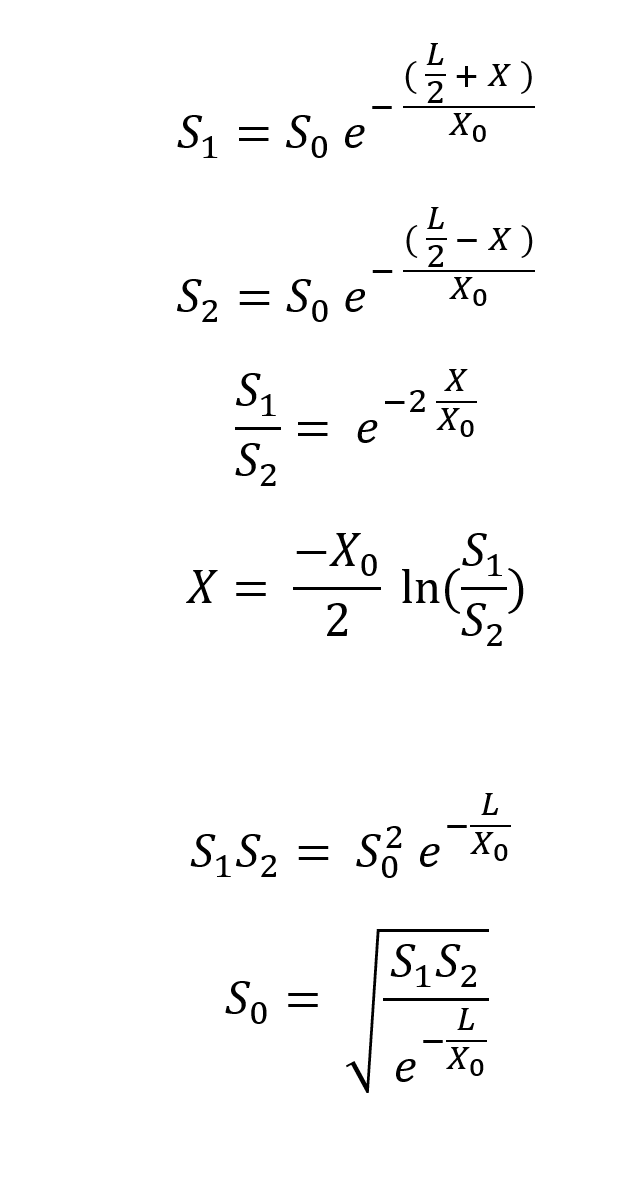 S₁ = S₀ e^(−((L/2 + X)/X₀))
S₂ = S₀ e^(−((L/2 − X)/X₀))
S₁/S₂ = e^(−2 X/X₀)
X = −X₀/2 ln(S₁/S₂)
S₁S₂ = S₀² e^(−L/X₀)
S₀ = √(S₁S₂/e^(−L/X₀))